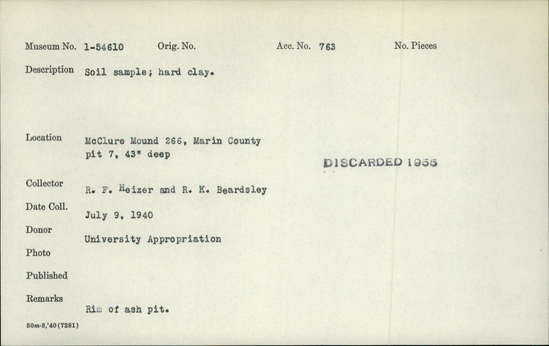 Museum No. 1-54610 Orig. No. Acc. No. 763 No. Pieces
Description Soil sample; hard clay.
Location McClure Mound 266, Marin County
pit 7, 43" deep
DISCARDED 1955
Collector R. F. Heizer and R. K. Beardsley
Date Coll. July 9, 1940
Donor University Appropriation
Photo
Published
Remarks Rim of ash pit.
50m-8,'40(7281)